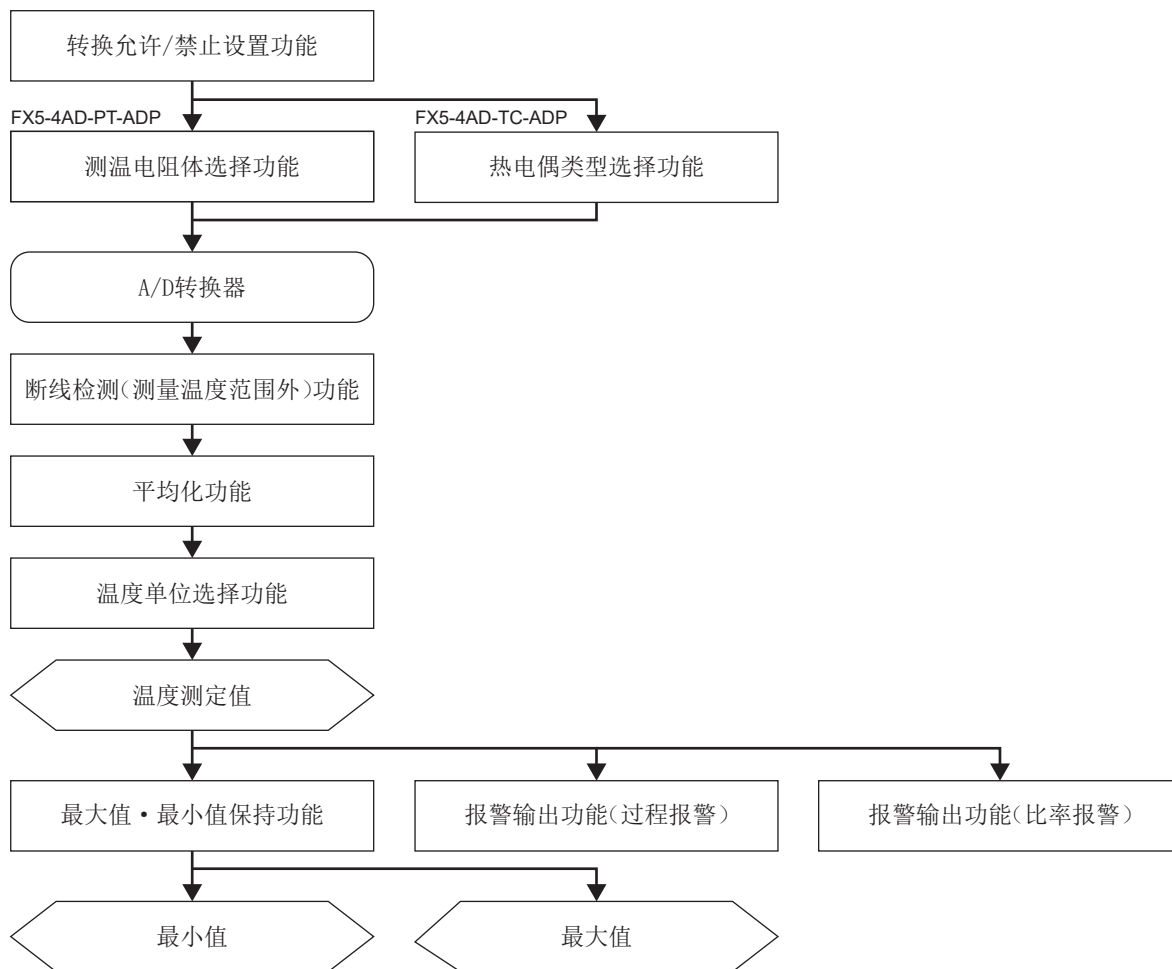 转换允许/禁止设置功能
FX5-4AD-PT-ADP
FX5-4AD-TC-ADP
测温电阻体选择功能
热电偶类型选择功能
A/D转换器
断线检测(测量温度范围外)功能
平均化功能
温度单位选择功能
温度测定值
最大值·最小值保持功能
报警输出功能(过程报警)
报警输出功能(比率报警)
最小值
最大值